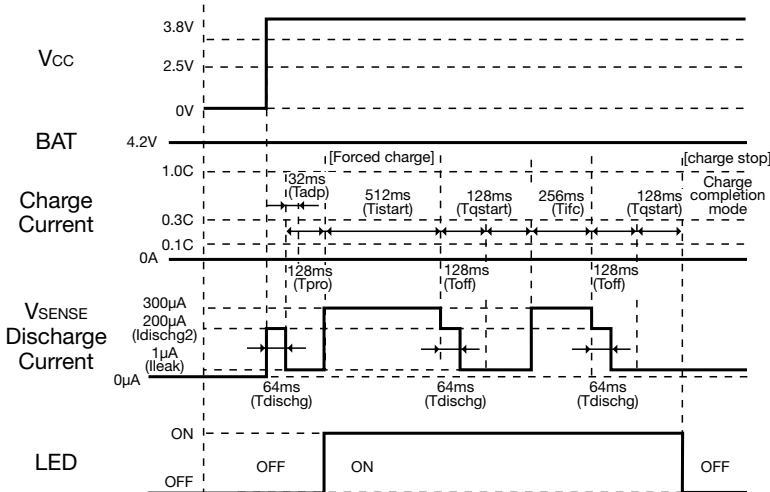 VCC
3.8V
2.5V
0V
BAT
4.2V
[Forced charge]
[charge stop]
Charge
Current
1.0C
0.3C
0.1C
0A
32ms
(Tadp)
512ms
(Tistart)
128ms
(Tqstart)
256ms
(Tifc)
128ms
(Tqstart)
Charge
completion
mode
128ms
(Tpro)
128ms
(Toff)
128ms
(Toff)
VSENSE
Discharge
Current
300µA
200µA
(Idischg2)
1µA
(Ileak)
0µA
64ms
(Tdischg)
64ms
(Tdischg)
64ms
(Tdischg)
LED
ON
OFF
OFF
ON
OFF